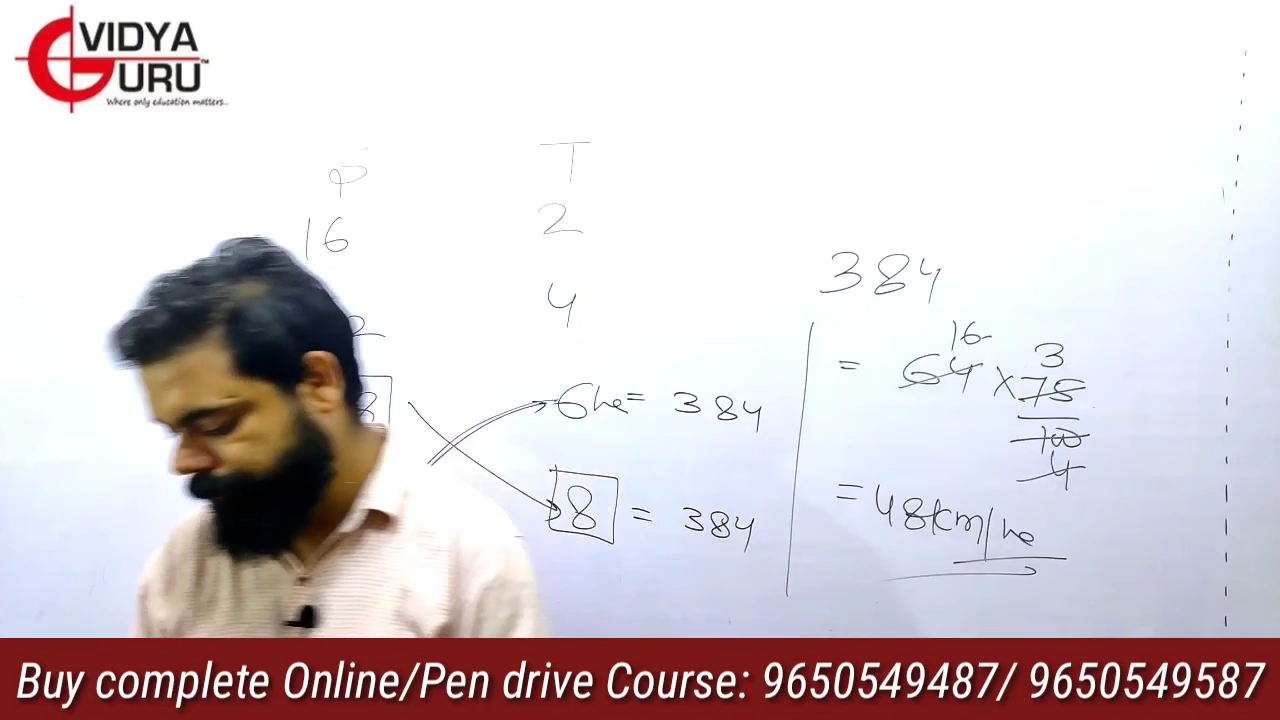 VIDYA
GURU™
Where only education matters...
T
16
2
4
6hr = 384
8 = 384
384
16
3
= 64 × 75
100
4
= 48km/hr
Buy complete Online/Pen drive Course: 9650549487/ 9650549587